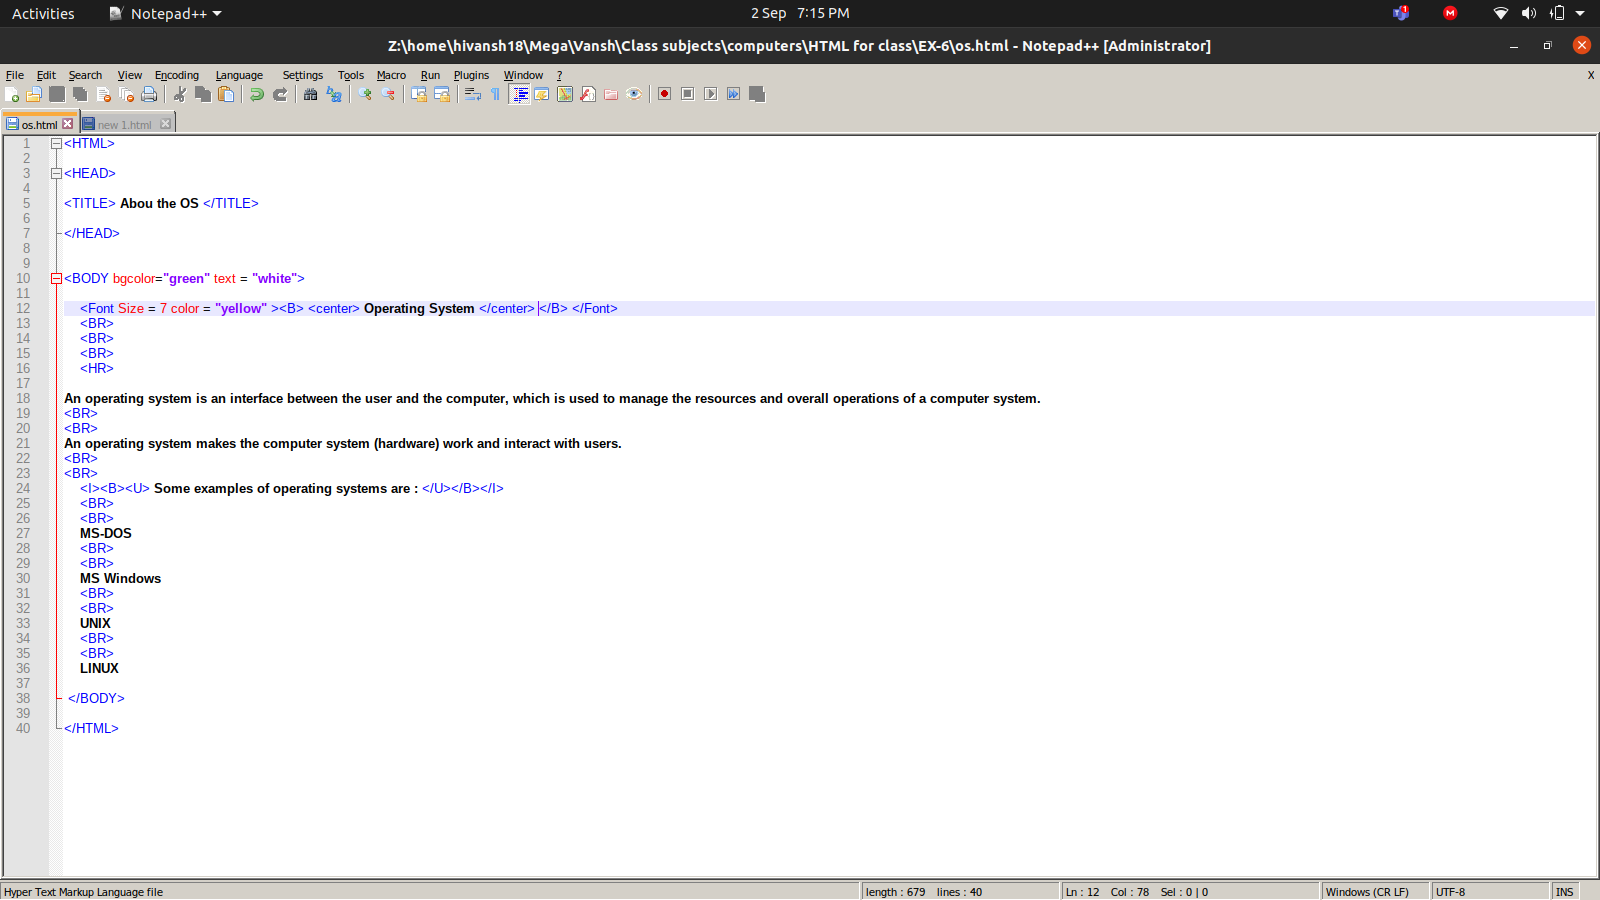 Activities Notepad++ 2 Sep 7:15 PM 1 M
Z:\home\hivansh18\Mega\Vansh\Class subjects\computers\HTML for class\EX-6\os.html - Notepad++ [Administrator]
File Edit Search View Encoding Language Settings Tools Macro Run Plugins Window ? X
os.html new 1.html
1 <HTML>
2
3 <HEAD>
4
5 <TITLE> Abou the OS </TITLE>
6
7 </HEAD>
8
9
10 <BODY bgcolor="green" text = "white">
11
12 <Font Size = 7 color = "yellow" ><B> <center> Operating System </center> </B> </Font>
13 <BR>
14 <BR>
15 <BR>
16 <HR>
17
18 An operating system is an interface between the user and the computer, which is used to manage the resources and overall operations of a computer system.
19 <BR>
20 <BR>
21 An operating system makes the computer system (hardware) work and interact with users.
22 <BR>
23 <BR>
24 <I><B><U> Some examples of operating systems are : </U></B></I>
25 <BR>
26 <BR>
27 MS-DOS
28 <BR>
29 <BR>
30 MS Windows
31 <BR>
32 <BR>
33 UNIX
34 <BR>
35 <BR>
36 LINUX
37
38 </BODY>
39
40 </HTML>
Hyper Text Markup Language file length : 679 lines : 40 Ln : 12 Col : 78 Sel : 0 | 0 Windows (CR LF) UTF-8 INS